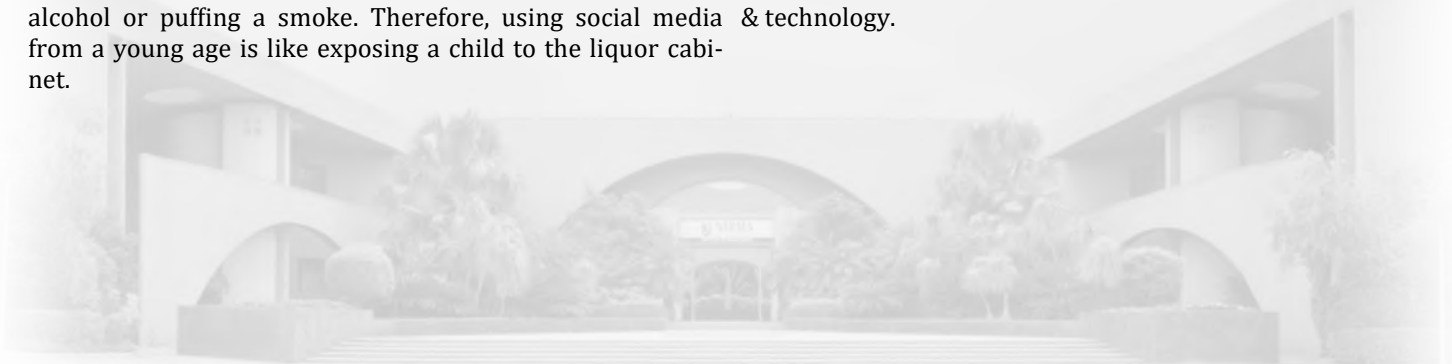 alcohol or puffing a smoke. Therefore, using social media
from a young age is like exposing a child to the liquor cabi-
net.
& technology.